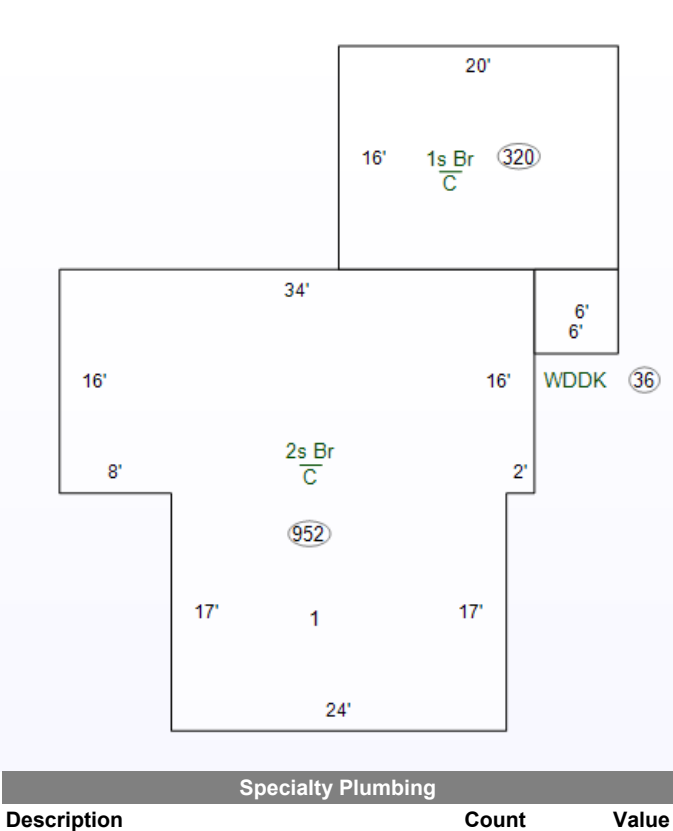 20'
16' 1s Br 320
C
34'
6'
6'
16' 16' WDDK 36
2s Br
8' C 2'
952
17' 1 17'
24'
Specialty Plumbing
Description Count Value